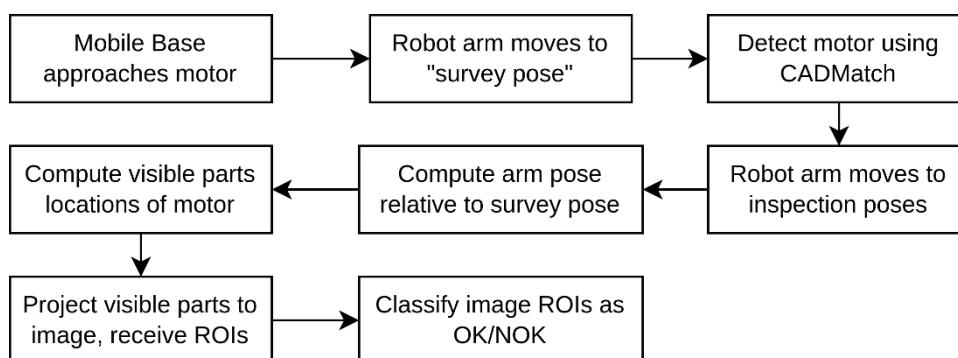 Mobile Base
approaches motor
Robot arm moves to
"survey pose"
Detect motor using
CADMatch
Robot arm moves to
inspection poses
Compute arm pose
relative to survey pose
Compute visible parts
locations of motor
Project visible parts to
image, receive ROIs
Classify image ROIs as
OK/NOK